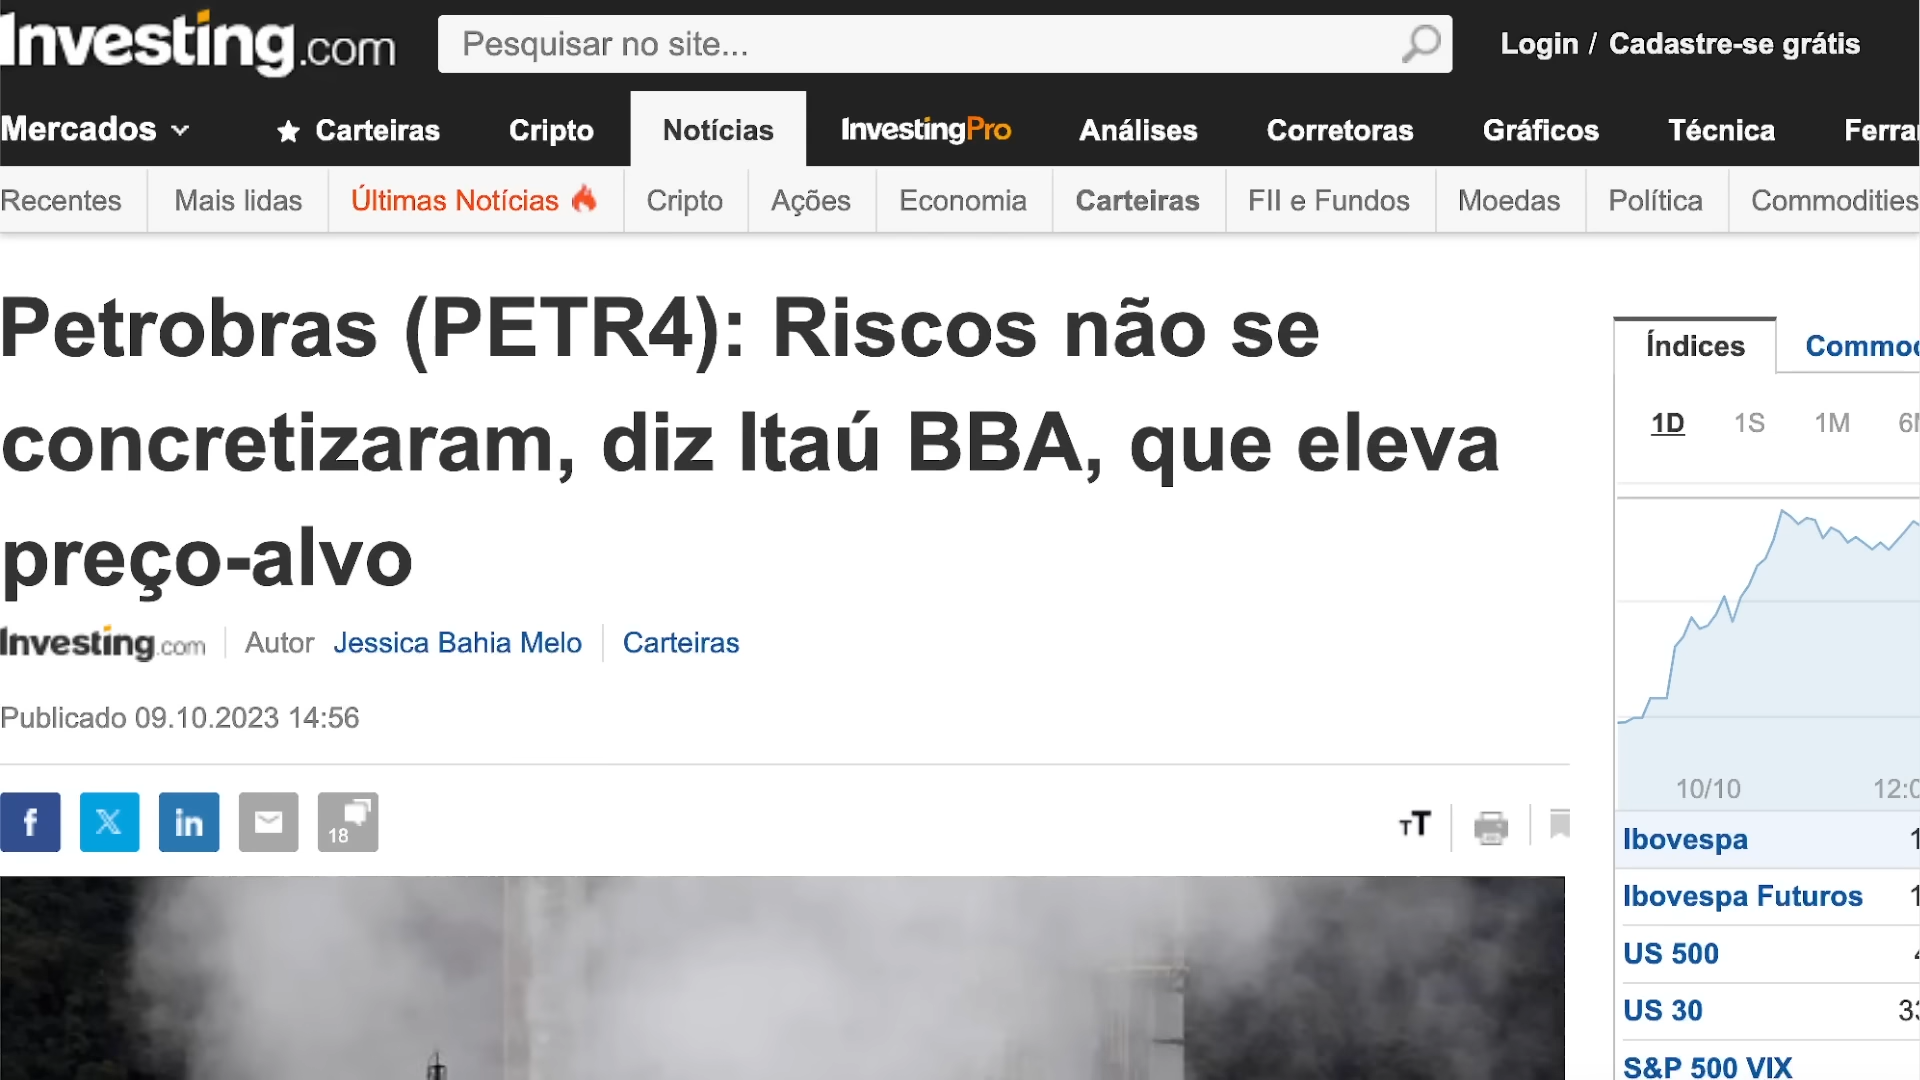 Investing.com
Pesquisar no site...
Login / Cadastre-se grátis
Mercados
Carteiras
Cripto
Notícias
InvestingPro
Análises
Corretoras
Gráficos
Técnica
Recentes
Mais lidas
Últimas Notícias
Cripto
Ações
Economia
Carteiras
FII e Fundos
Moedas
Política
Commodities
Petrobras (PETR4): Riscos não se
concretizaram, diz Itaú BBA, que eleva
preço-alvo
Investing.com
Autor Jessica Bahia Melo
Carteiras
Publicado 09.10.2023 14:56
f
X
in
18
TT
Índices
1D
1S
1M
10/10
Ibovespa
Ibovespa Futuros
US 500
US 30
S&P 500 VIX